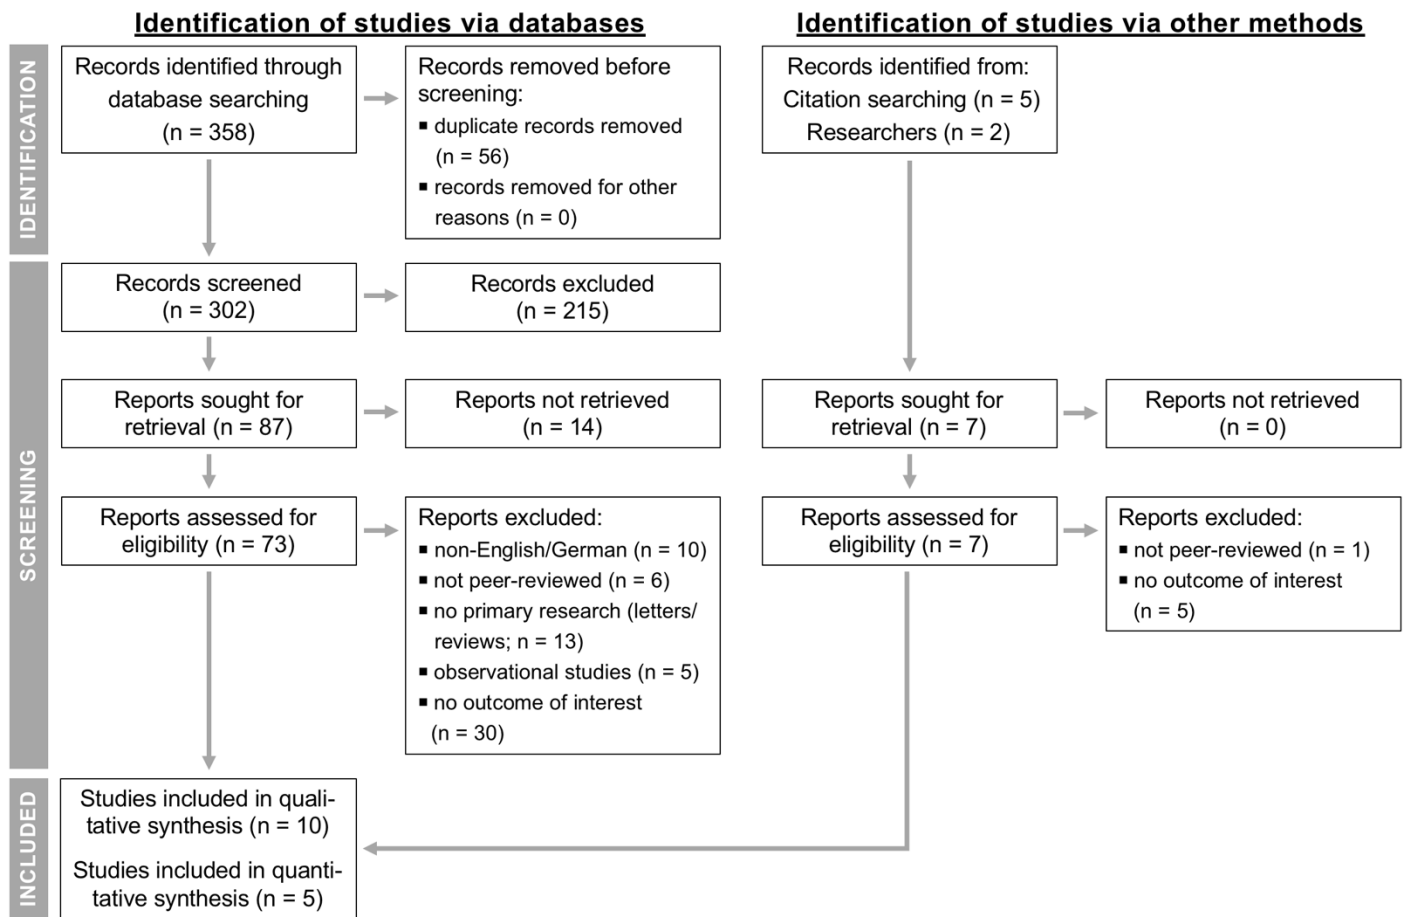 Identification of studies via databases
Identification of studies via other methods
IDENTIFICATION
Records identified through
database searching
(n = 358)
Records removed before
screening:
▪ duplicate records removed
(n = 56)
▪ records removed for other
reasons (n = 0)
Records identified from:
Citation searching (n = 5)
Researchers (n = 2)
SCREENING
Records screened
(n = 302)
Records excluded
(n = 215)
Reports sought for
retrieval (n = 87)
Reports not retrieved
(n = 14)
Reports sought for
retrieval (n = 7)
Reports not retrieved
(n = 0)
Reports assessed for
eligibility (n = 73)
Reports excluded:
▪ non-English/German (n = 10)
▪ not peer-reviewed (n = 6)
▪ no primary research (letters/
reviews; n = 13)
▪ observational studies (n = 5)
▪ no outcome of interest
(n = 30)
Reports assessed for
eligibility (n = 7)
Reports excluded:
▪ not peer-reviewed (n = 1)
▪ no outcome of interest
(n = 5)
INCLUDED
Studies included in quali-
tative synthesis (n = 10)
Studies included in quanti-
tative synthesis (n = 5)